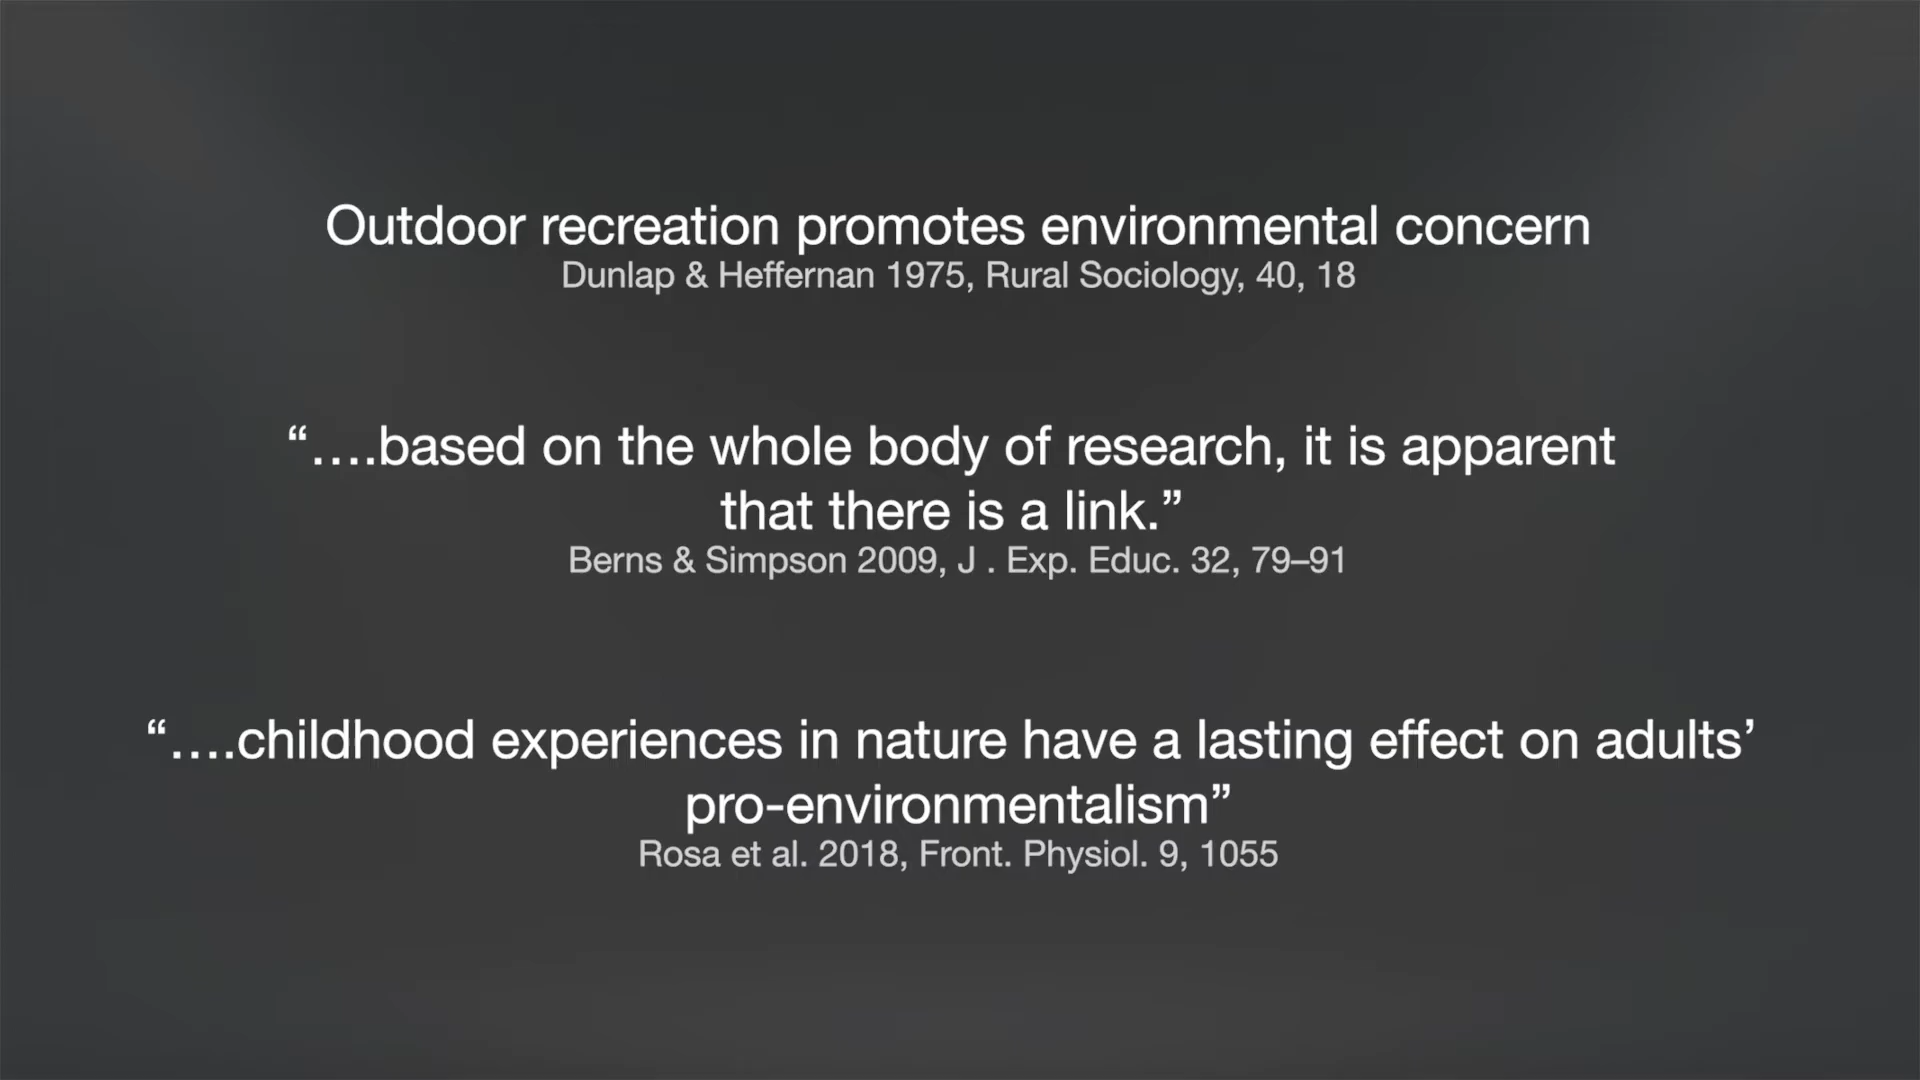 Outdoor recreation promotes environmental concern
Dunlap & Heffernan 1975, Rural Sociology, 40, 18
“….based on the whole body of research, it is apparent
that there is a link.”
Berns & Simpson 2009, J . Exp. Educ. 32, 79–91
“….childhood experiences in nature have a lasting effect on adults’
pro-environmentalism”
Rosa et al. 2018, Front. Physiol. 9, 1055